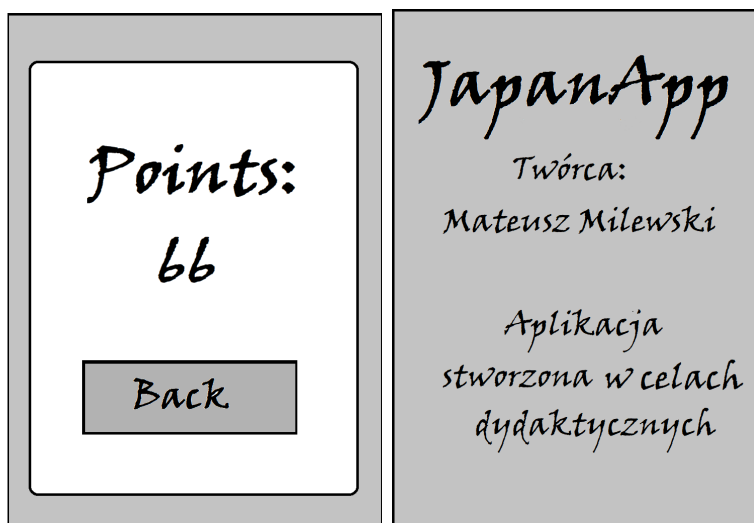 Points:
66
Back
JapanApp
Twórca:
Mateusz Milewski
Aplikacja
stworzona w celach
dydaktycznych